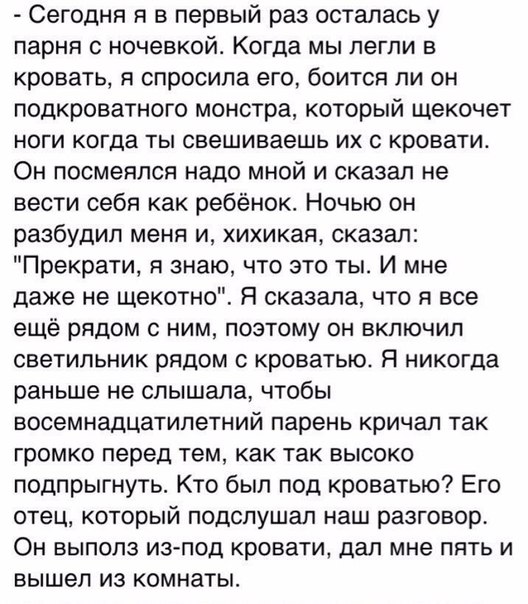 - Сегодня я в первый раз осталась у
парня с ночевкой. Когда мы легли в
кровать, я спросила его, боится ли он
подкроватного монстра, который щекочет
ноги когда ты свешиваешь их с кровати.
Он посмеялся надо мной и сказал не
вести себя как ребёнок. Ночью он
разбудил меня и, хихикая, сказал:
"Прекрати, я знаю, что это ты. И мне
даже не щекотно". Я сказала, что я все
ещё рядом с ним, поэтому он включил
светильник рядом с кроватью. Я никогда
раньше не слышала, чтобы
восемнадцатилетний парень кричал так
громко перед тем, как так высоко
подпрыгнуть. Кто был под кроватью? Его
отец, который подслушал наш разговор.
Он выполз из-под кровати, дал мне пять и
вышел из комнаты.